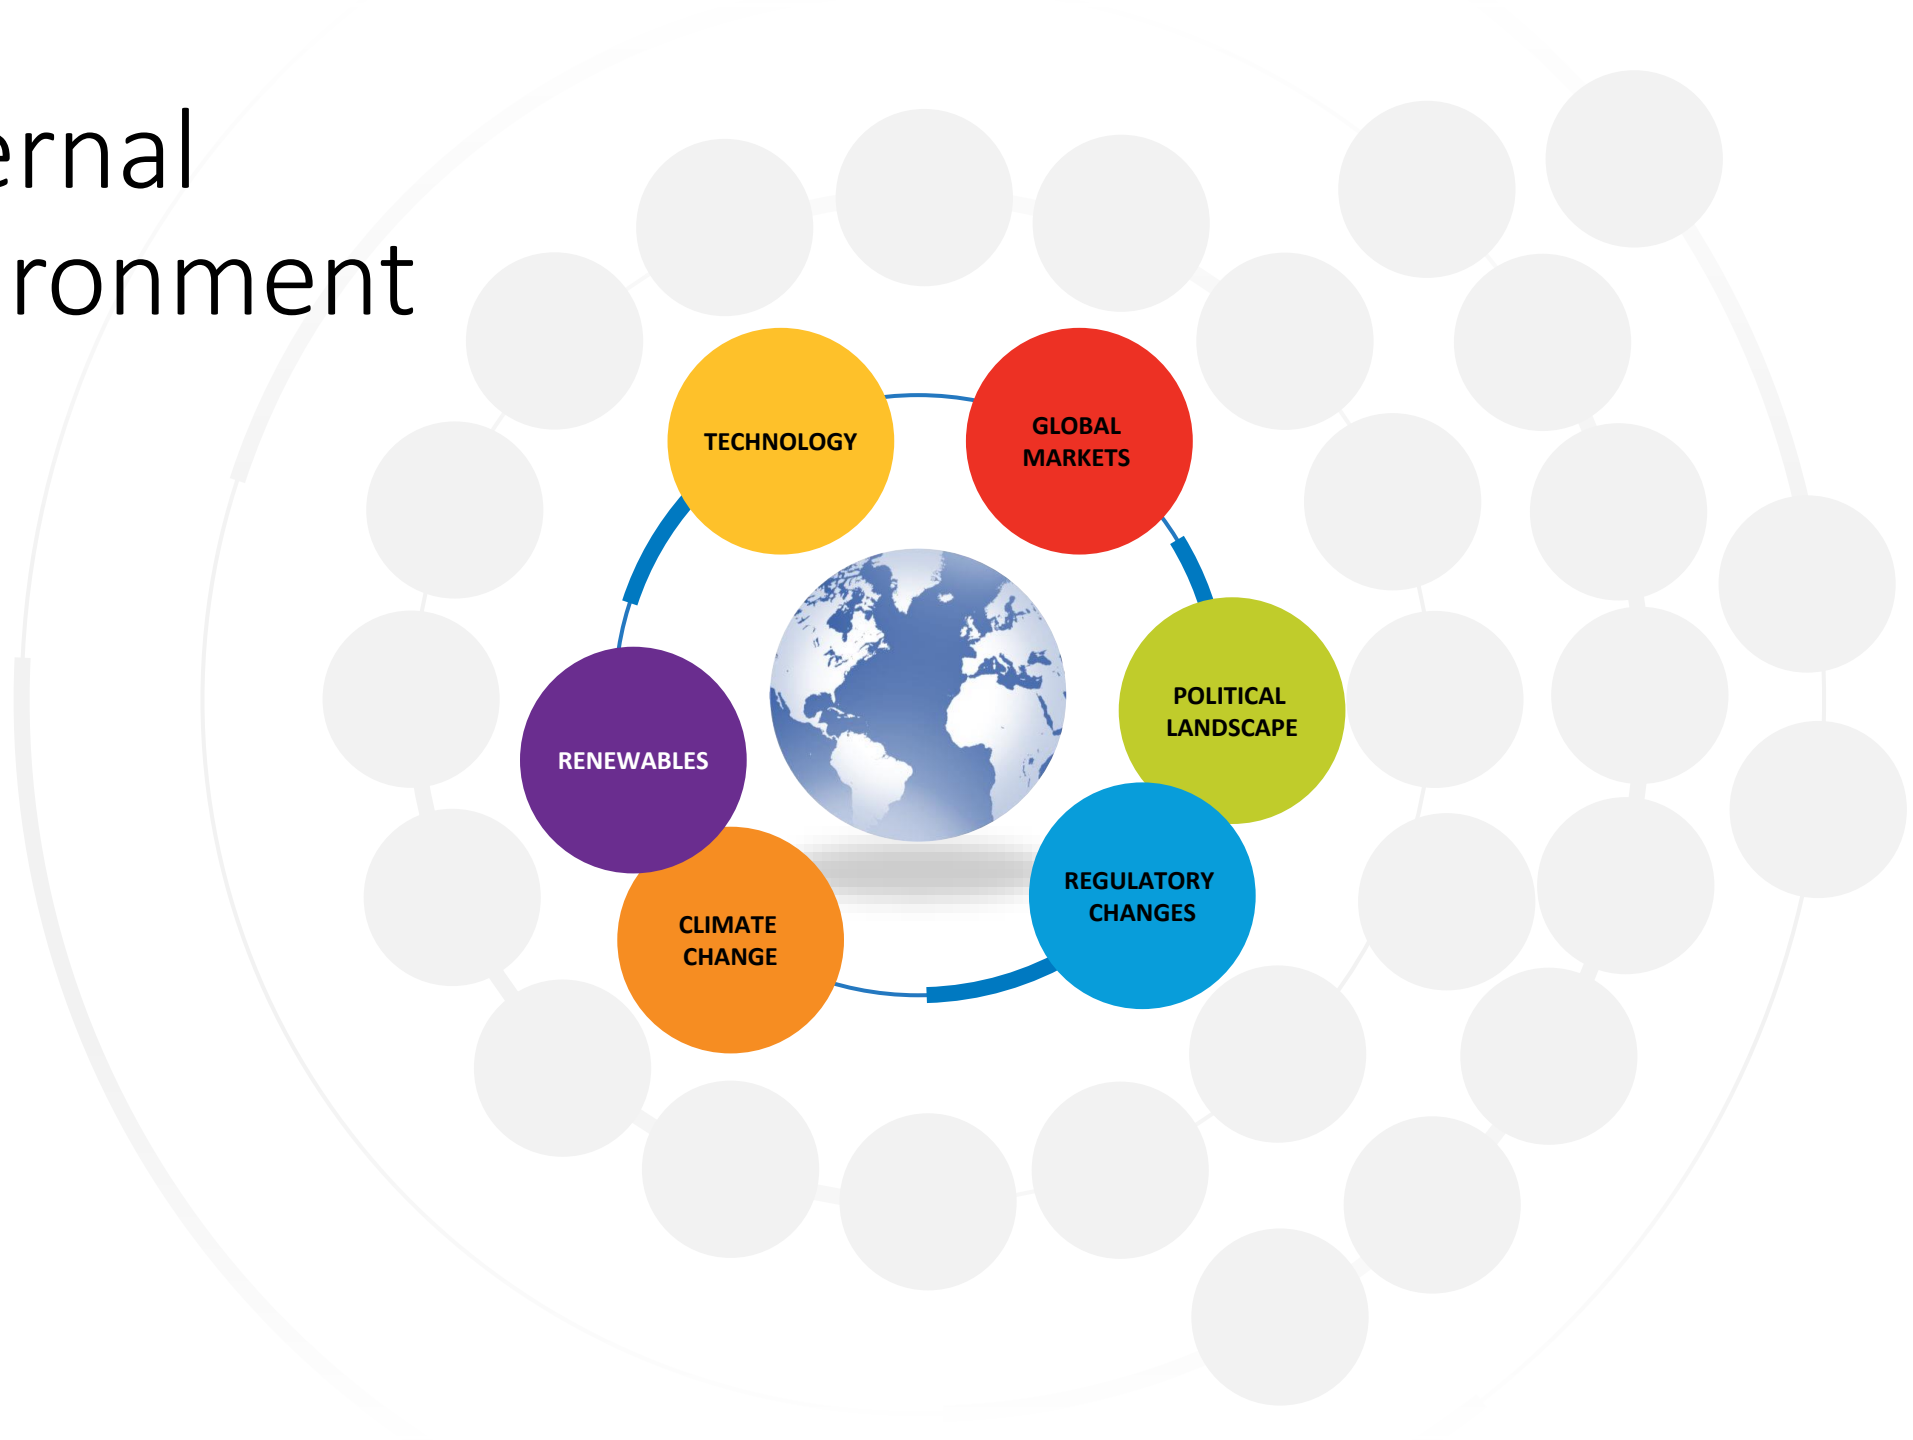 ernal
ronment
TECHNOLOGY
GLOBAL
MARKETS
POLITICAL
LANDSCAPE
RENEWABLES
REGULATORY
CHANGES
CLIMATE
CHANGE